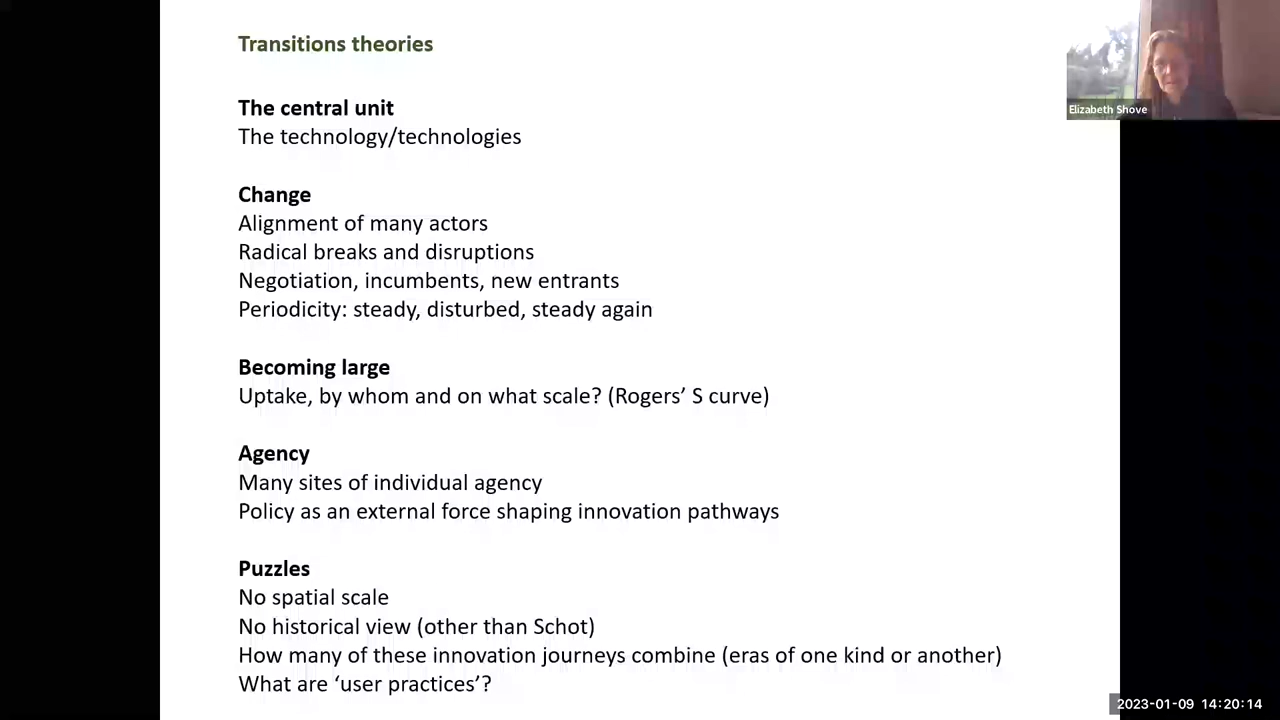 Transitions theories
The central unit
The technology/technologies
Change
Alignment of many actors
Radical breaks and disruptions
Negotiation, incumbents, new entrants
Periodicity: steady, disturbed, steady again
Becoming large
Uptake, by whom and on what scale? (Rogers’ S curve)
Agency
Many sites of individual agency
Policy as an external force shaping innovation pathways
Puzzles
No spatial scale
No historical view (other than Schot)
How many of these innovation journeys combine (eras of one kind or another)
What are ‘user practices’?
Elizabeth Shove
2023-01-09 14:20:14